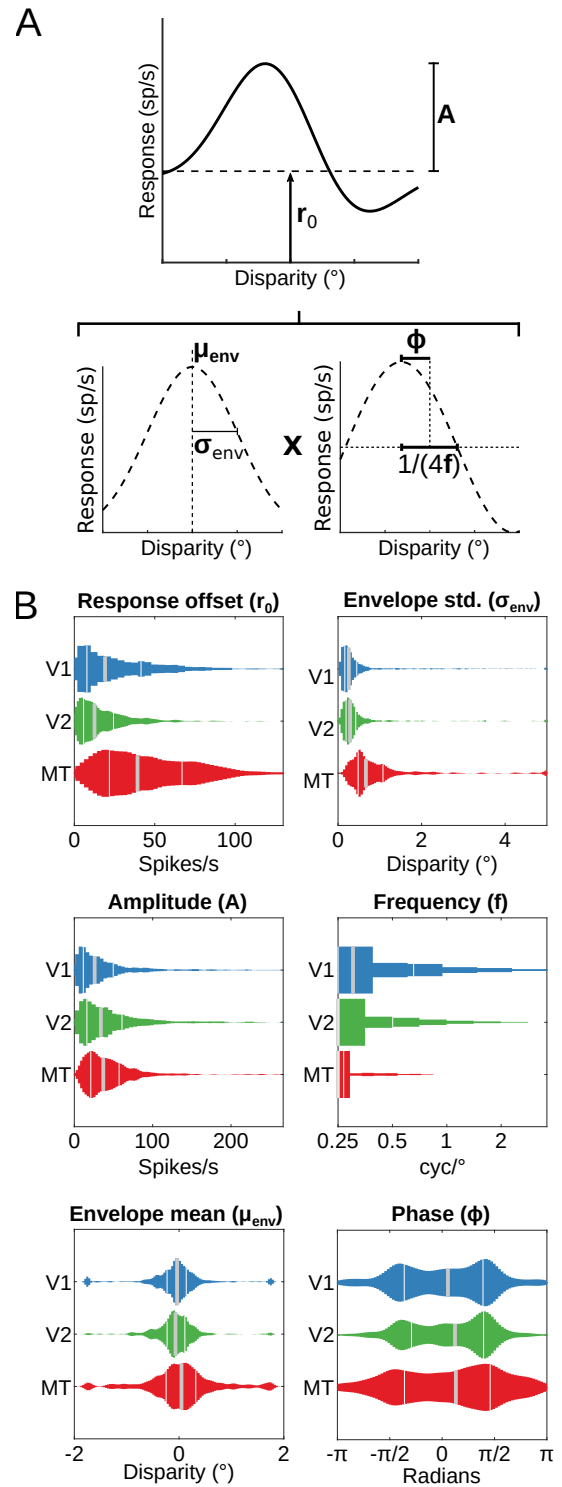 A
Response (sp/s)
A
r0
Disparity (°)
μenv
ϕ
Response (sp/s)
σenv
x
Response (sp/s)
1/(4f)
Disparity (°)
Disparity (°)
B
Response offset (r0)
Envelope std. (σenv)
V1
V1
V2
V2
MT
MT
0 50 100
0 2 4
Spikes/s
Disparity (°)
Amplitude (A)
Frequency (f)
V1
V1
V2
V2
MT
MT
0 100 200
0.25 0.5 1 2
Spikes/s
cyc/°
Envelope mean (μenv)
Phase (ϕ)
V1
V1
V2
V2
MT
MT
-2 0 2
-π -π/2 0 π/2 π
Disparity (°)
Radians